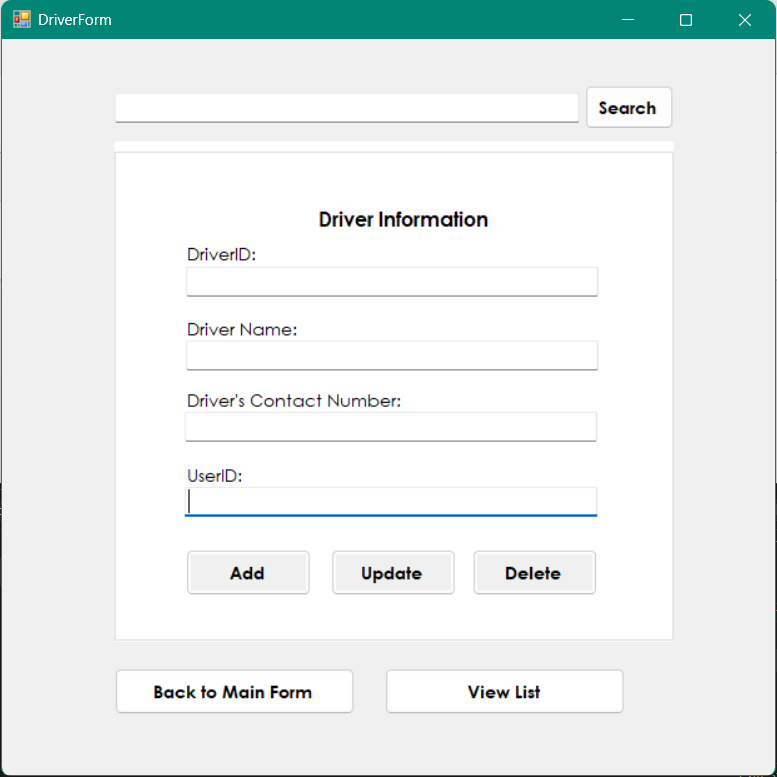 DriverForm
Search
Driver Information
DriverID:
Driver Name:
Driver's Contact Number:
UserID:
Add Update Delete
Back to Main Form View List